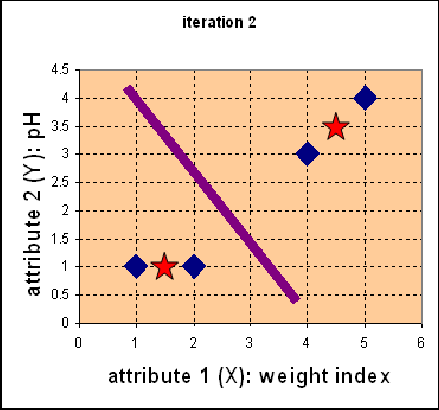 iteration 2
4.5
4
3.5
3
2.5
2
1.5
1
0.5
0
attribute 2 (Y): pH
0 1 2 3 4 5 6
attribute 1 (X): weight index